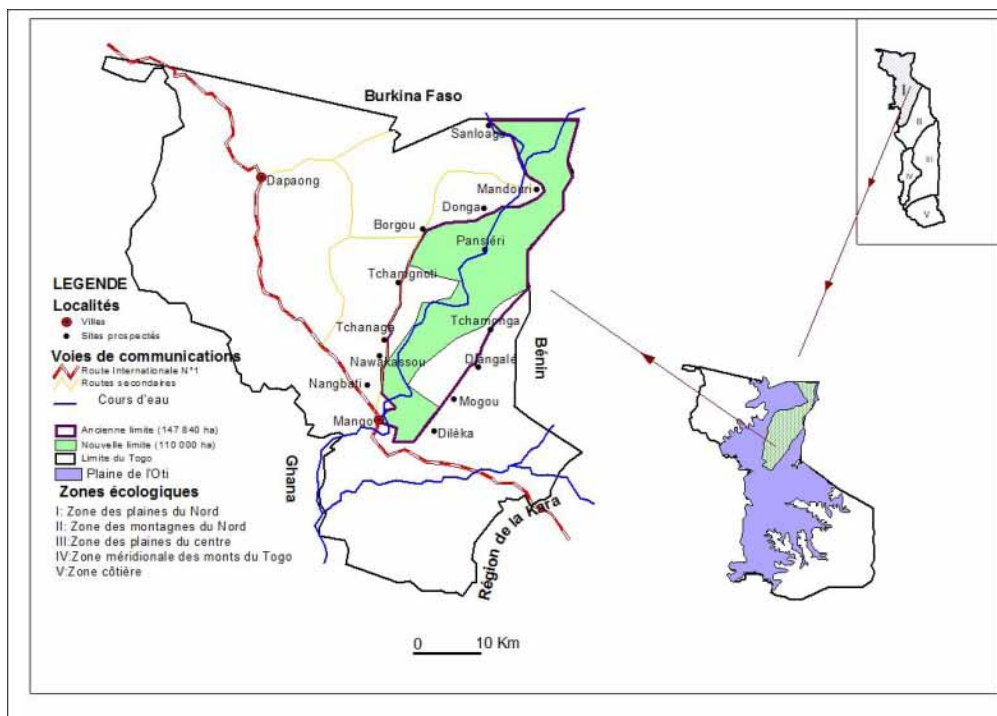 Burkina Faso
Sanloaga
Dapaong
Mandouri
Donga
Borgou
Pansiéri
Tchamgnoti
Tchamonga
Tchanaga
Nawakassou
Djangalé
Nangbati
Mogou
Mango
Diléka
Bénin
Ghana
Région de la Kara
LEGENDE
Localités
Villes
Sites prospectés
Voies de communications
Route Internationale N°1
Routes secondaires
Cours d'eau
Ancienne limite (147 840 ha)
Nouvelle limite (110 000 ha)
Limite du Togo
Plaine de l'Oti
Zones écologiques
I: Zone des plaines du Nord
II: Zone des montagnes du Nord
III:Zone des plaines du centre
IV:Zone méridionale des monts du Togo
V:Zone côtière
0 10 Km
I
II
III
IV
V